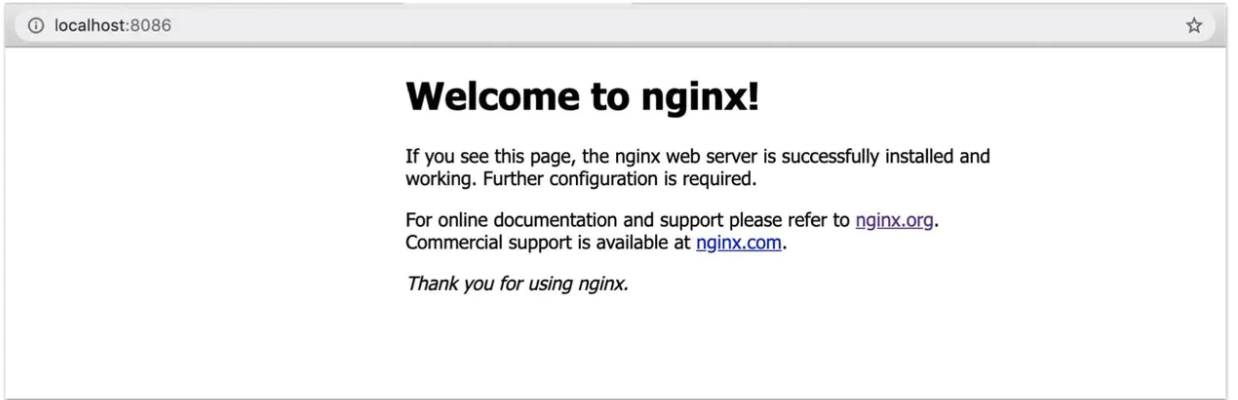 localhost:8086
Welcome to nginx!
If you see this page, the nginx web server is successfully installed and
working. Further configuration is required.
For online documentation and support please refer to nginx.org.
Commercial support is available at nginx.com.
Thank you for using nginx.